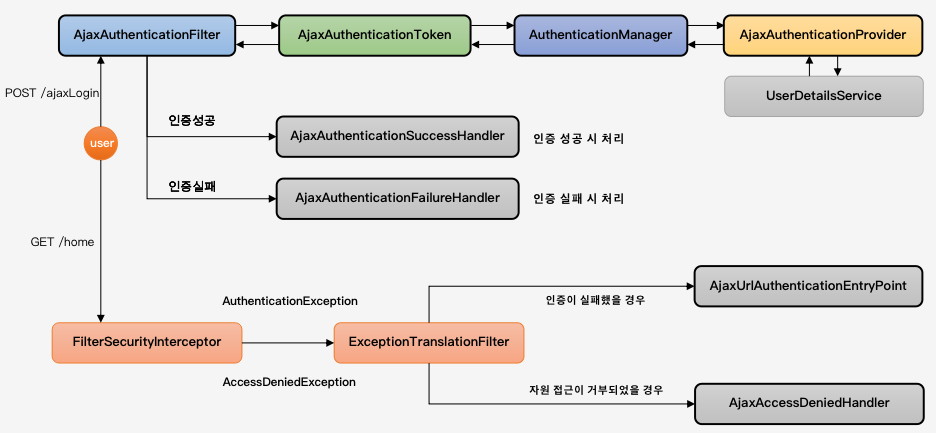 AjaxAuthenticationFilter
AjaxAuthenticationToken
AuthenticationManager
AjaxAuthenticationProvider
POST /ajaxLogin
UserDetailsService
인증성공
AjaxAuthenticationSuccessHandler
인증 성공 시 처리
user
인증실패
AjaxAuthenticationFailureHandler
인증 실패 시 처리
GET /home
AjaxUrlAuthenticationEntryPoint
AuthenticationException
인증이 실패했을 경우
FilterSecurityInterceptor
ExceptionTranslationFilter
AccessDeniedException
자원 접근이 거부되었을 경우
AjaxAccessDeniedHandler